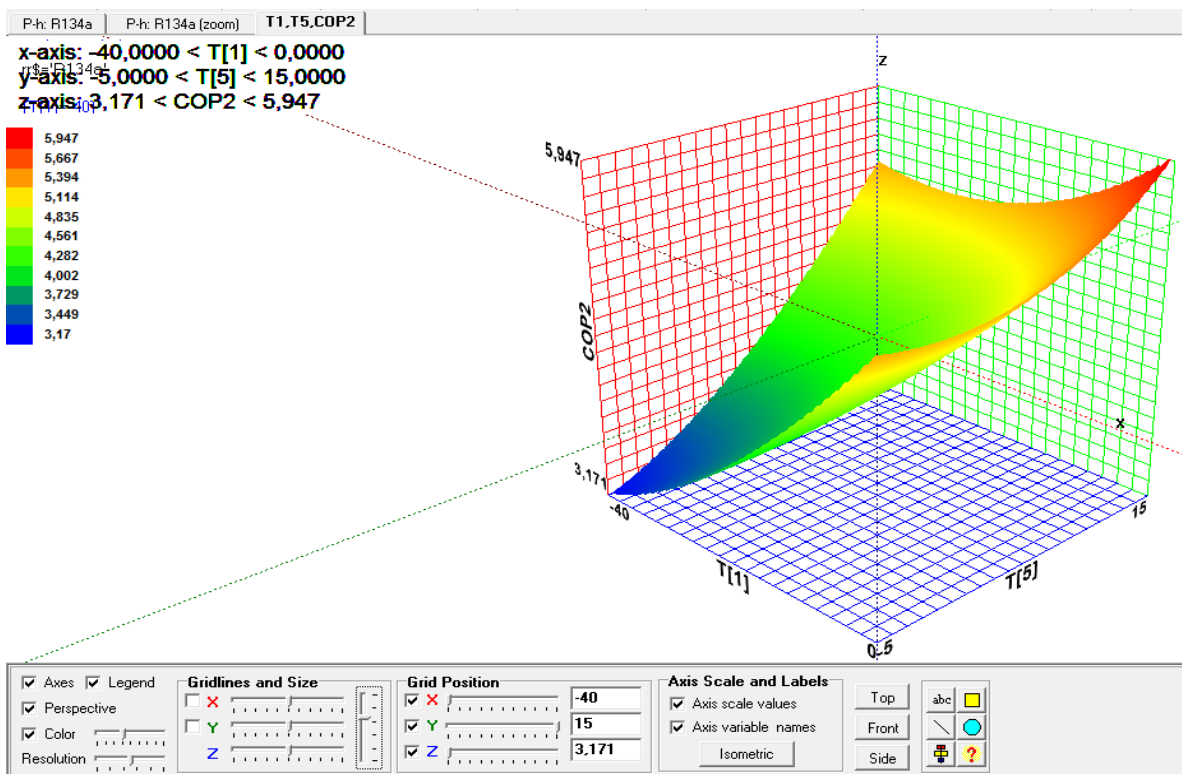 P-h: R134a
P-h: R134a (zoom)
T1,T5,COP2
x-axis: -40,0000 < T[1] < 0,0000
rr$='R134a'
y-axis: -5,0000 < T[5] < 15,0000
z-axis: 3,171 < COP2 < 5,947
5,947
5,667
5,394
5,114
4,835
4,561
4,282
4,002
3,729
3,449
3,17
z
5,947
COP2
3,171
-40
T[1]
0
-5
T[5]
15
x
Axes
Legend
Perspective
Color
Resolution
Gridlines and Size
X
Y
Z
Grid Position
X
-40
Y
15
Z
3,171
Axis Scale and Labels
Axis scale values
Axis variable names
Isometric
Top
Front
Side
abc
?